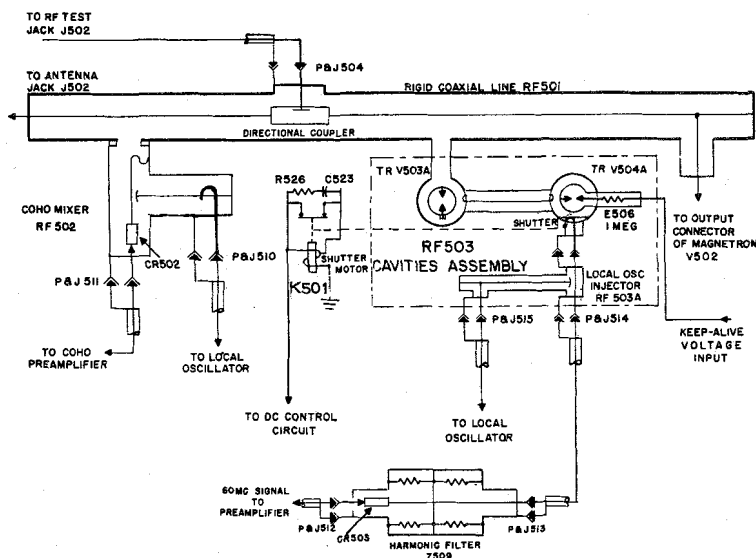 TO RF TEST
JACK J502
P&J504
TO ANTENNA
JACK J502
RIGID COAXIAL LINE RF501
DIRECTIONAL COUPLER
R526
C523
TR V503A
TR V504A
COHO MIXER
RF 502
CR502
P&J510
P&J511
SHUTTER
E506
1 MEG
TO OUTPUT
CONNECTOR
OF MAGNETRON
V502
SHUTTER
MOTOR
K501
RF503
CAVITIES ASSEMBLY
LOCAL OSC
INJECTOR
RF 503A
P&J515
P&J514
KEEP-ALIVE
VOLTAGE
INPUT
TO COHO
PREAMPLIFIER
TO LOCAL
OSCILLATOR
TO DC CONTROL
CIRCUIT
TO LOCAL
OSCILLATOR
60MC SIGNAL
TO
PREAMPLIFIER
P&J512
CR503
P&J513
HARMONIC FILTER
Z509